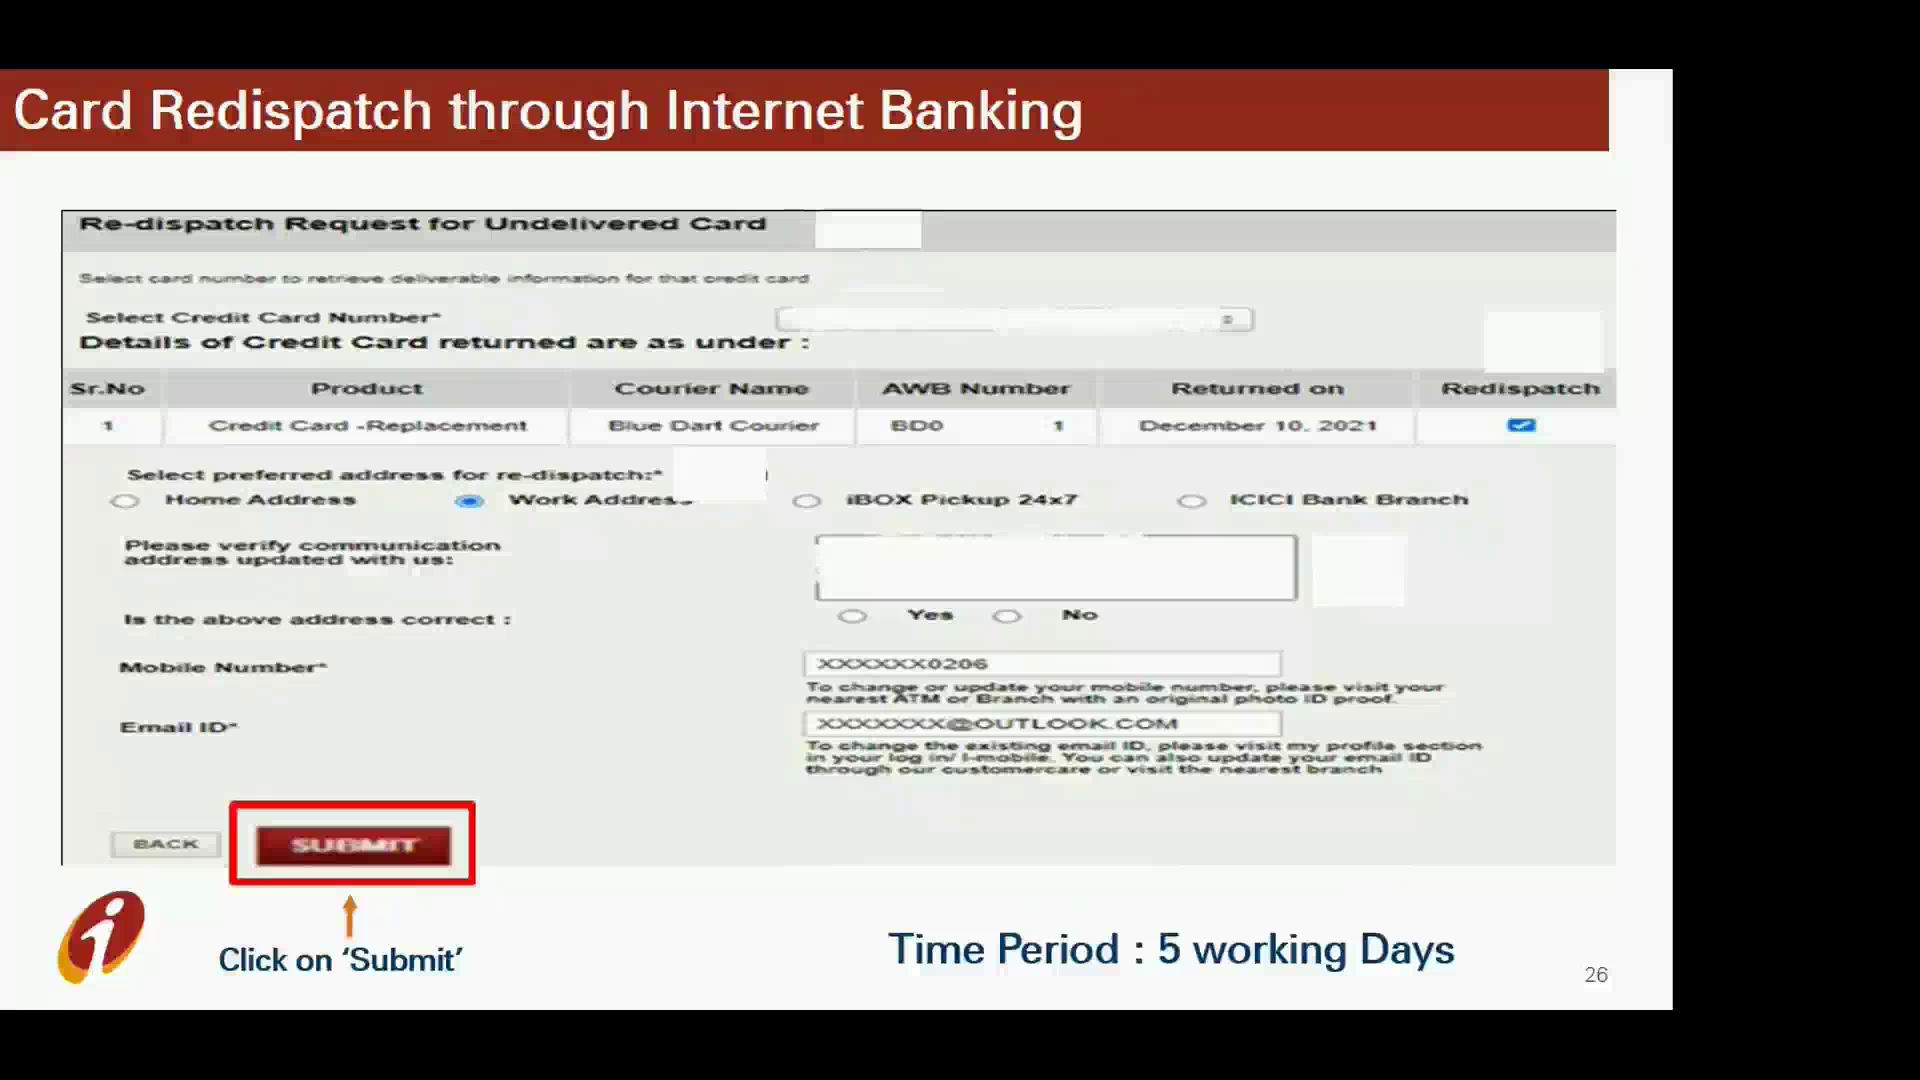 Card Redispatch through Internet Banking
Re-dispatch Request for Undelivered Card
Select card number to retrieve deliverable information for that credit card
Select Credit Card Number*
Details of Credit Card returned are as under :
Sr.No Product Courier Name AWB Number Returned on Redispatch
1 Credit Card -Replacement Blue Dart Courier BD0 1 December 10, 2021
Select preferred address for re-dispatch:*
Home Address Work Address iBOX Pickup 24x7 ICICI Bank Branch
Please verify communication
address updated with us:
Is the above address correct : Yes No
Mobile Number* XXXXXX0206
To change or update your mobile number, please visit your
nearest ATM or Branch with an original photo ID proof.
Email ID* XXXXXXX@OUTLOOK.COM
To change the existing email ID, please visit my profile section
in your log in/ I-mobile. You can also update your email ID
through our customercare or visit the nearest branch
BACK SUBMIT
Click on ‘Submit’
Time Period : 5 working Days
26